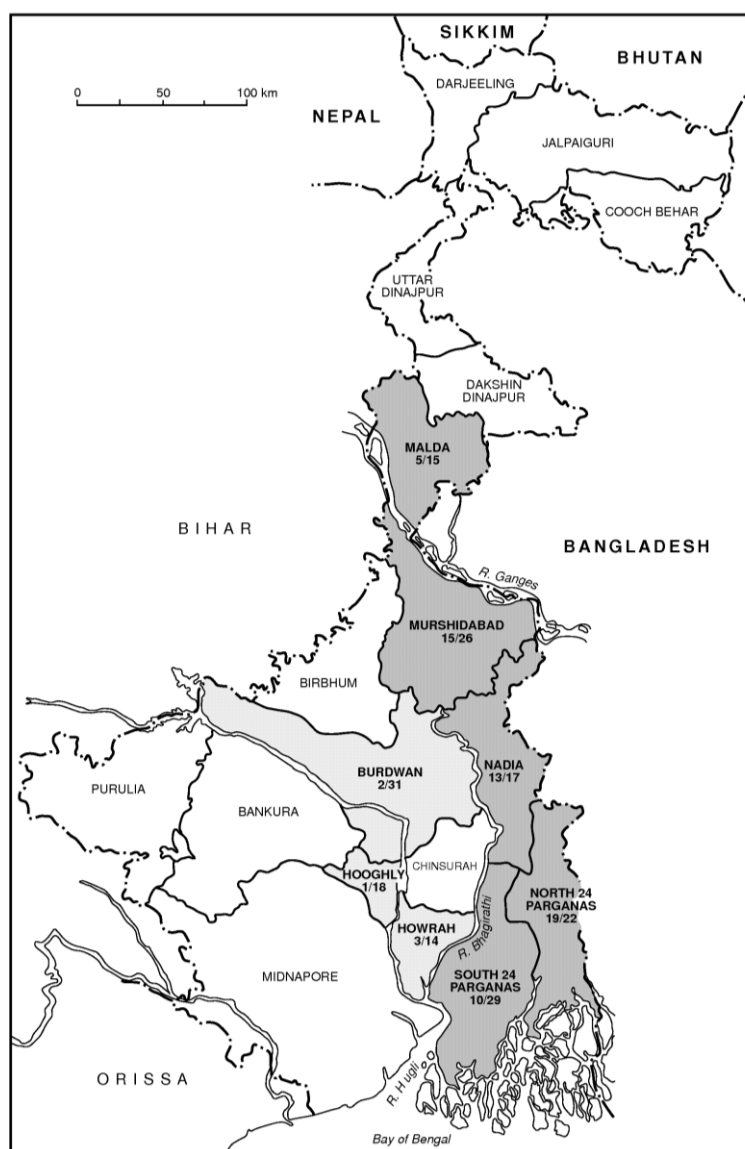 SIKKIM
BHUTAN
DARJEELING
0 50 100 km
NEPAL
JALPAIGURI
COOCH BEHAR
UTTAR
DINAJPUR
DAKSHIN
DINAJPUR
MALDA
5/15
BIHAR
BANGLADESH
R. Ganges
MURSHIDABAD
15/26
BIRBHUM
BURDWAN
2/31
NADIA
13/17
PURULIA
BANKURA
CHINSURAH
HOOGHLY
1/18
NORTH 24
PARGANAS
19/22
HOWRAH
3/14
R. Bhagirathi
MIDNAPORE
SOUTH 24
PARGANAS
10/29
ORISSA
R. Hugli
Bay of Bengal